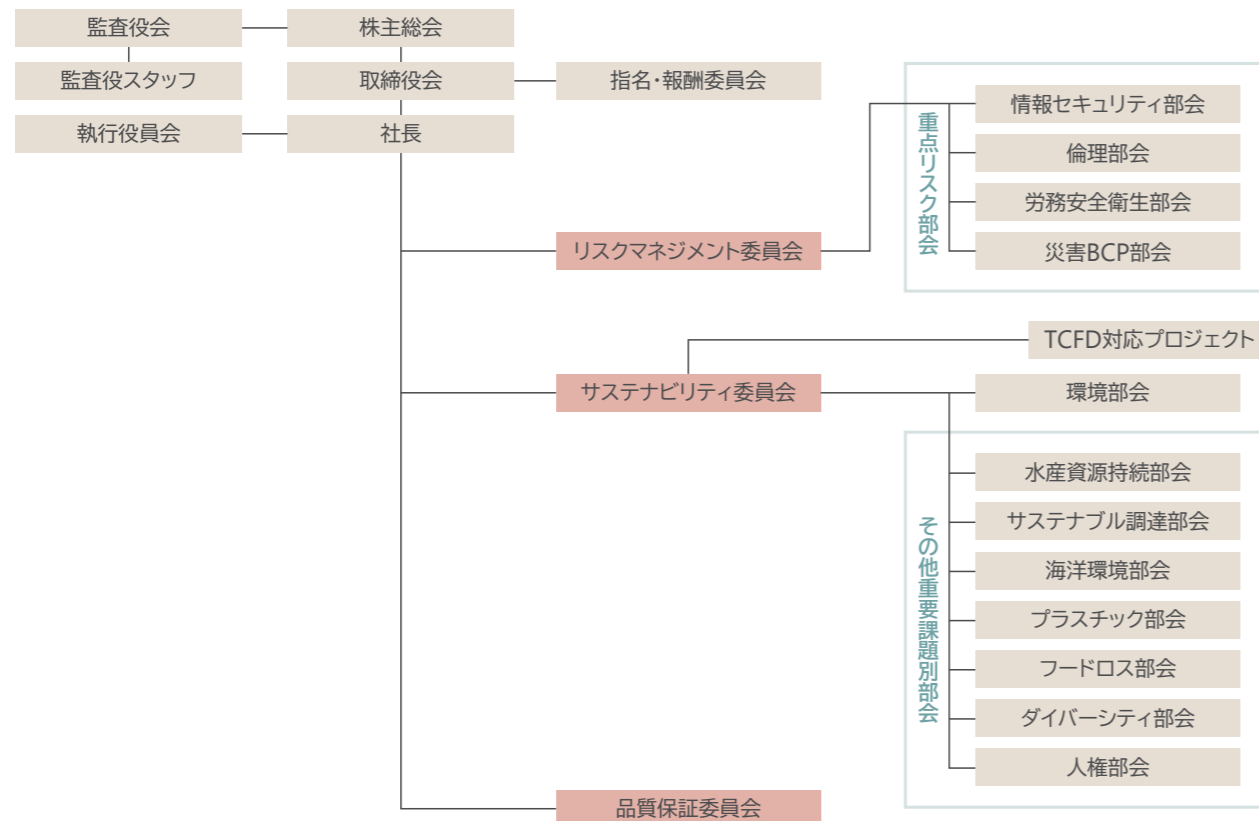 監査役会
株主総会
監査役スタッフ
取締役会
指名・報酬委員会
執行役員会
社長
リスクマネジメント委員会
重点リスク部会
情報セキュリティ部会
倫理部会
労務安全衛生部会
災害BCP部会
TCFD対応プロジェクト
サステナビリティ委員会
環境部会
その他重要課題別部会
水産資源持続部会
サステナブル調達部会
海洋環境部会
プラスチック部会
フードロス部会
ダイバーシティ部会
人権部会
品質保証委員会